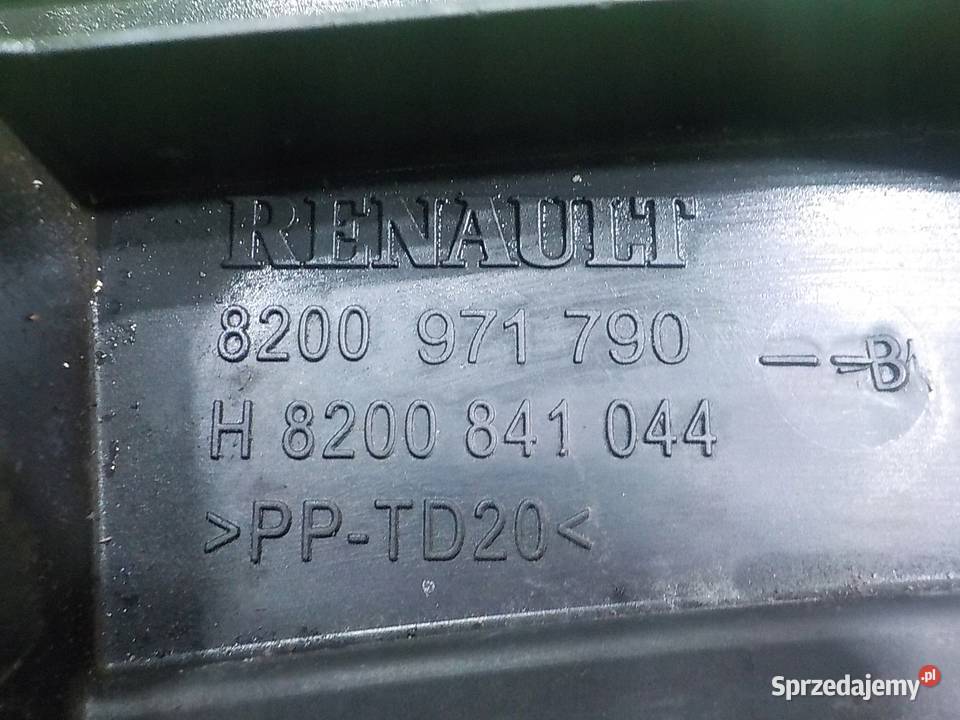 RENAULT
8200 971 790 – –B
H 8200 841 044
>PP-TD20<
Sprzedajemy.pl